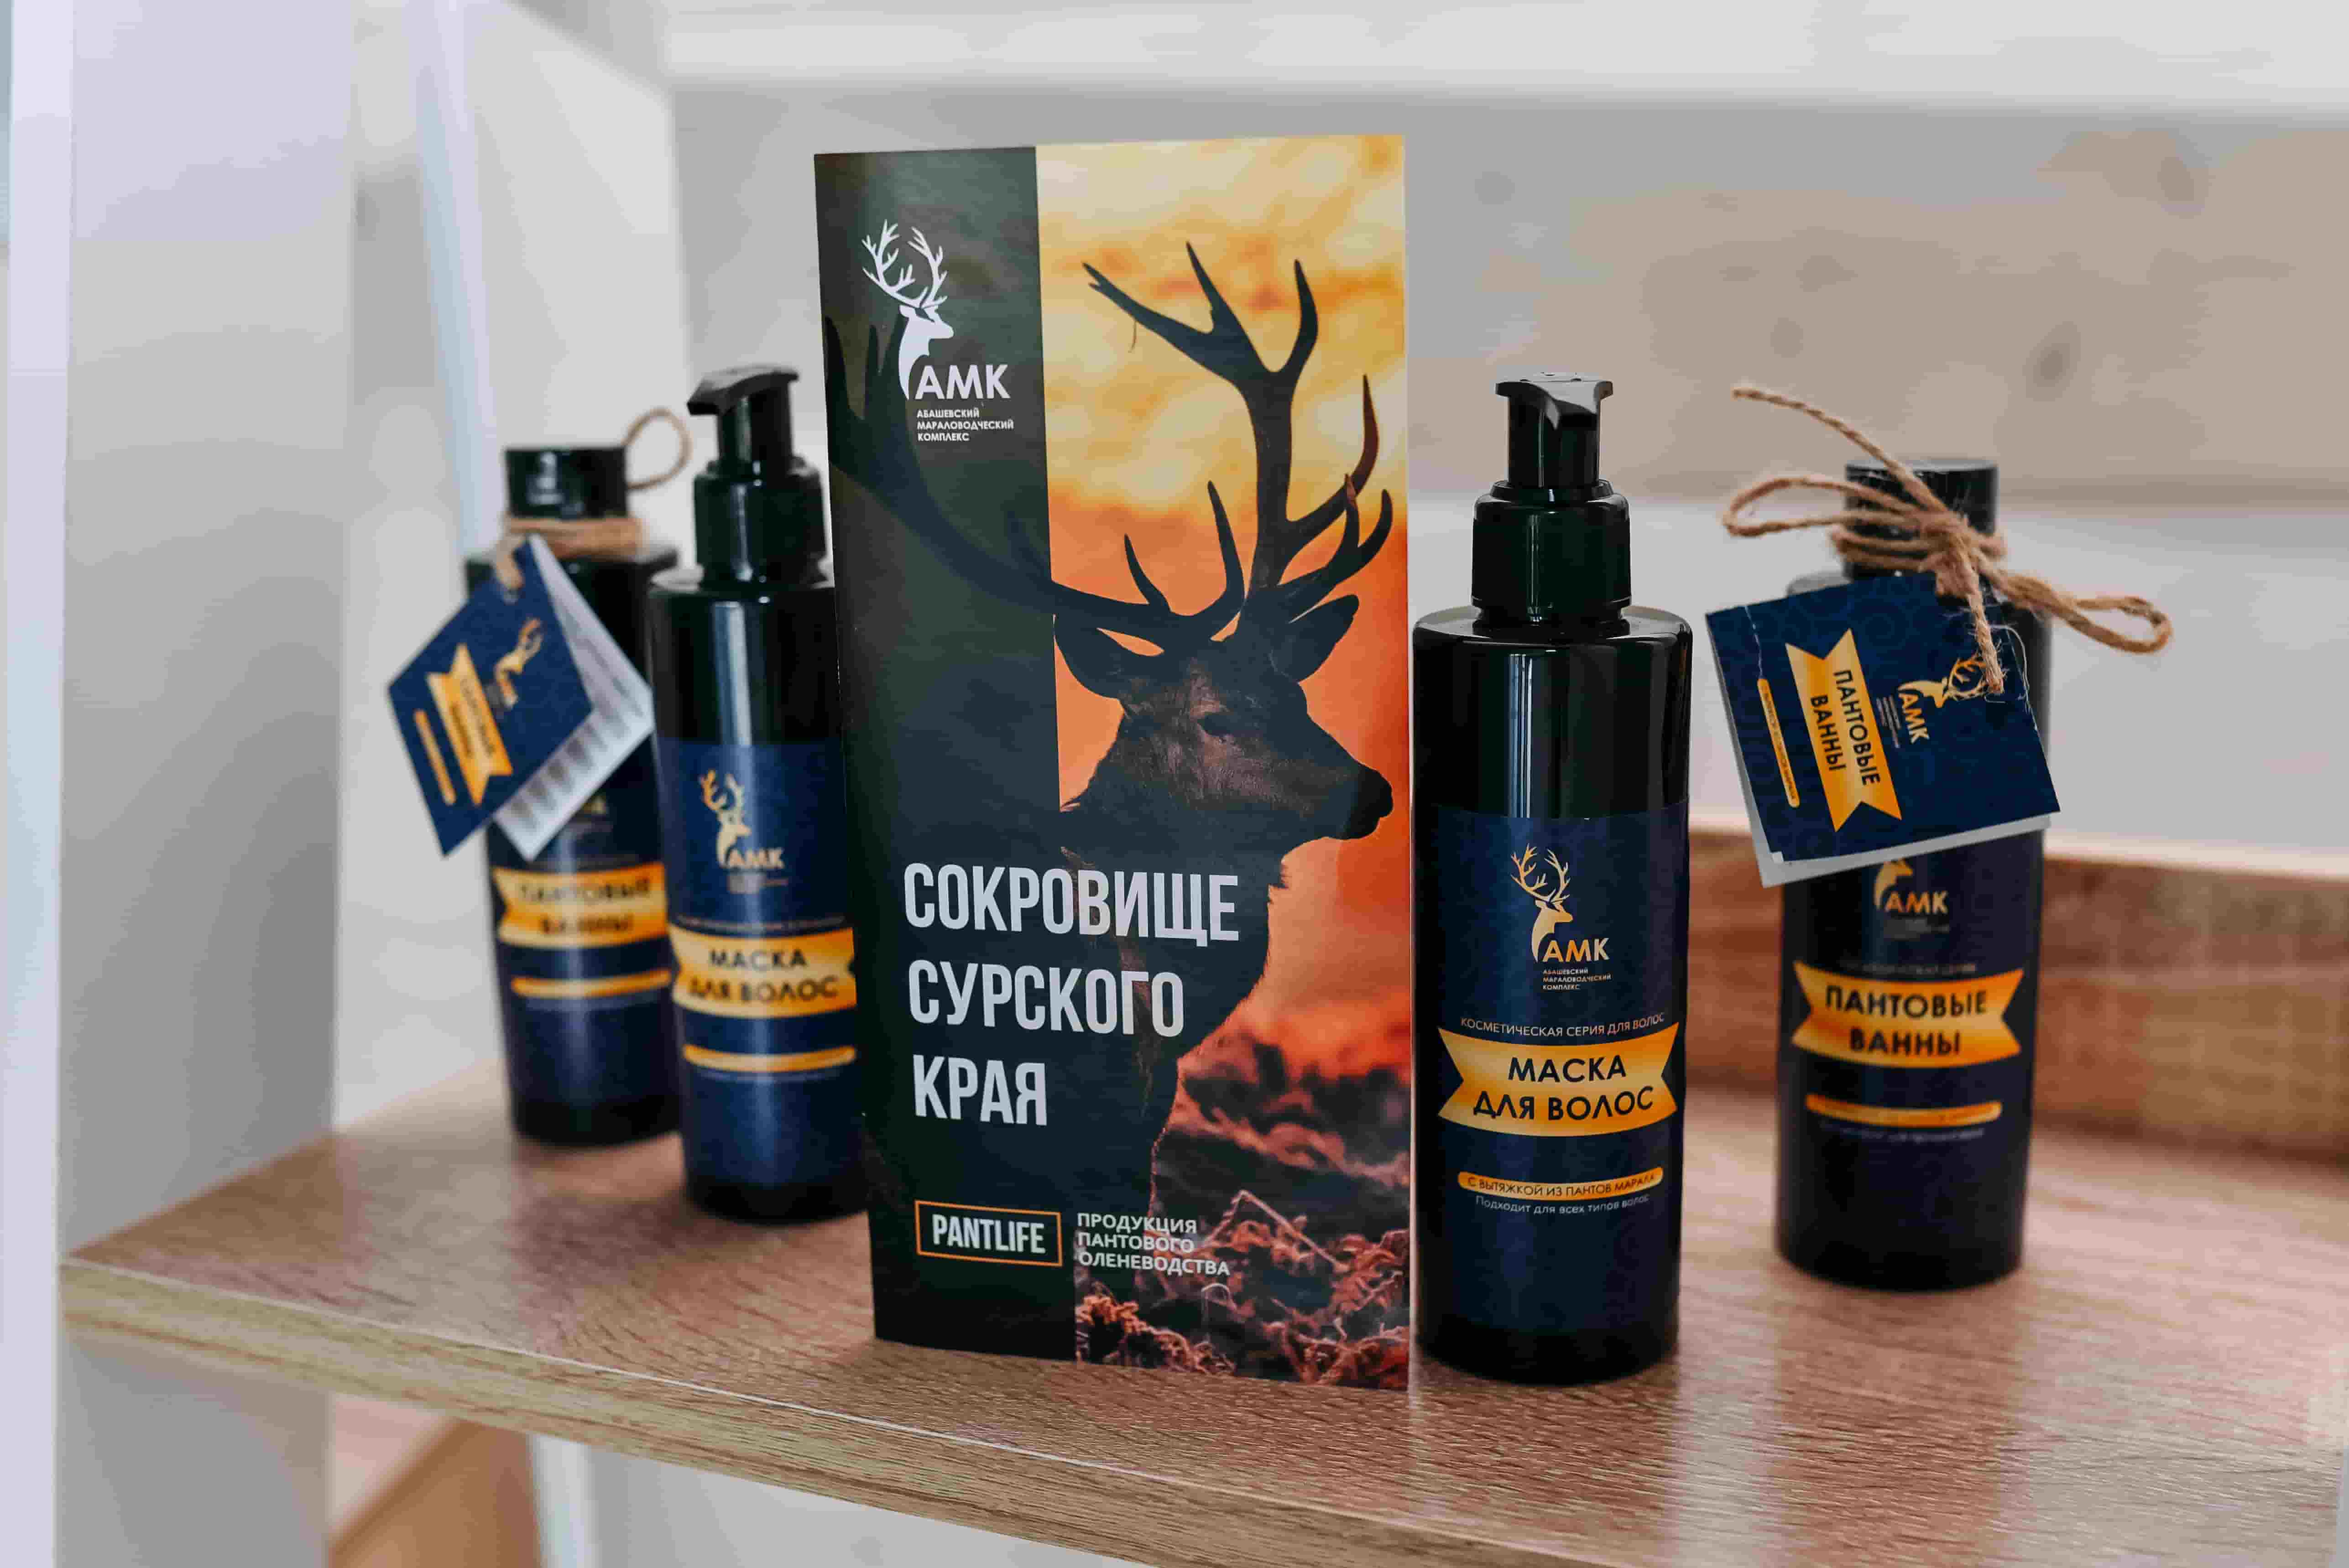 ПАНТОВЫЕ
ВАННЫ
АМК
МАСКА
ДЛЯ ВОЛОС
АМК
АБАШЕВСКИЙ
МАРАЛОВОДЧЕСКИЙ
КОМПЛЕКС
СОКРОВИЩЕ
СУРСКОГО
КРАЯ
PANTLIFE
ПРОДУКЦИЯ
ПАНТОВОГО
ОЛЕНЕВОДСТВА
АМК
АБАШЕВСКИЙ
МАРАЛОВОДЧЕСКИЙ
КОМПЛЕКС
КОСМЕТИЧЕСКАЯ СЕРИЯ ДЛЯ ВОЛОС
МАСКА
ДЛЯ ВОЛОС
С ВЫТЯЖКОЙ ИЗ ПАНТОВ МАРАЛА
Подходит для всех типов волос
АМК
ПАНТОВЫЕ
ВАННЫ
АМК
ПАНТОВЫЕ
ВАННЫ